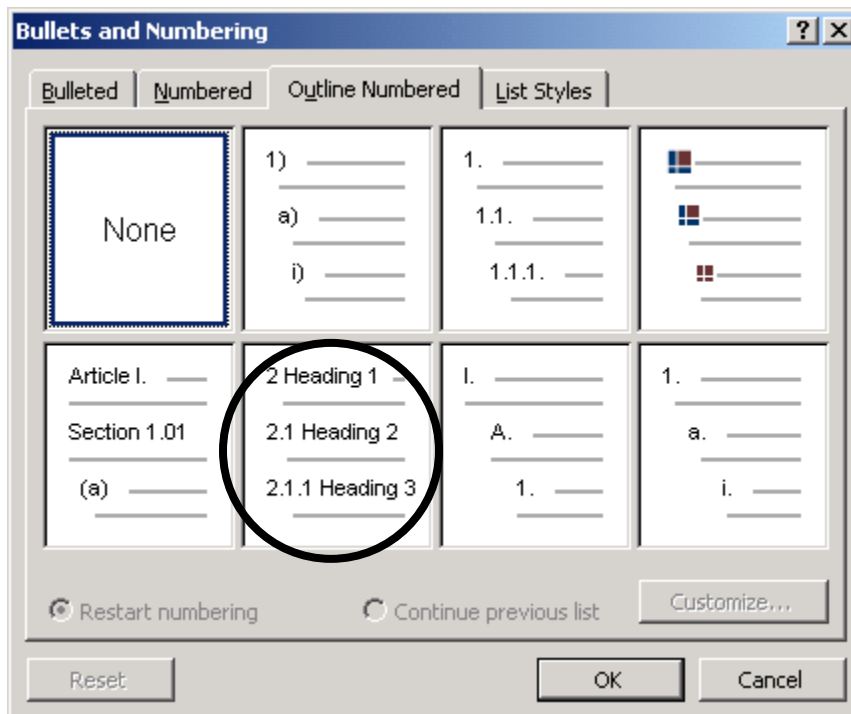 Bullets and Numbering
Bulleted Numbered Outline Numbered List Styles
None
1)
a)
i)
1.
1.1.
1.1.1.
Article I.
Section 1.01
(a)
2 Heading 1
2.1 Heading 2
2.1.1 Heading 3
I.
A.
1.
1.
a.
i.
Restart numbering Continue previous list Customize...
Reset OK Cancel